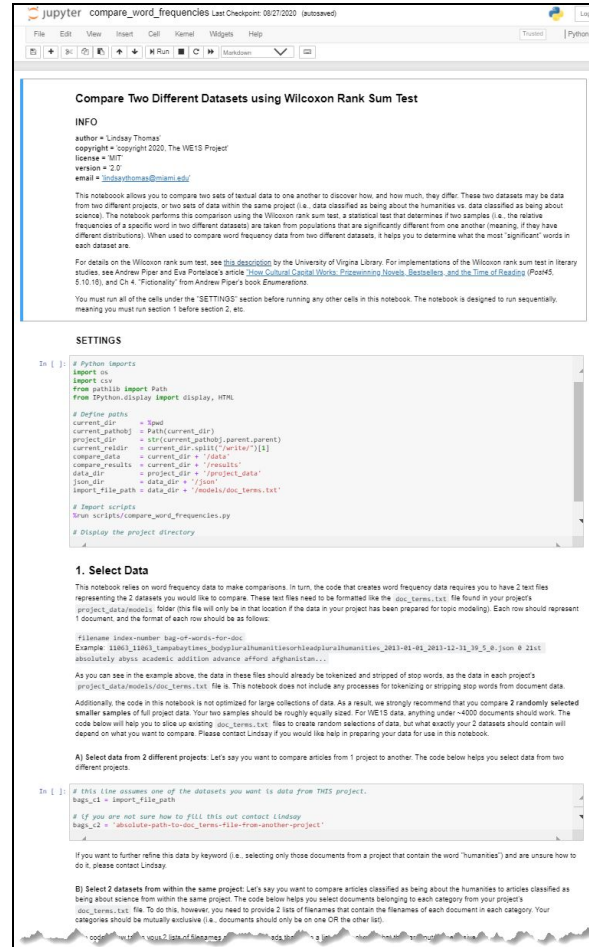 jupyter compare_word_frequencies Last Checkpoint: 08/27/2020 (autosaved)
File Edit View Insert Cell Kernel Widgets Help
Trusted Python
Run Markdown
Compare Two Different Datasets using Wilcoxon Rank Sum Test
INFO
author = 'Lindsay Thomas'
copyright = 'copyright 2020, The WE1S Project'
license = 'MIT'
version = '2.0'
email = 'lindsaythomas@miami.edu'
This notebook allows you to compare two sets of textual data to one another to discover how, and how much, they differ. These two datasets may be data
from two different projects, or two sets of data within the same project (i.e., data classified as being about the humanities vs. data classified as being about
science). The notebook performs this comparison using the Wilcoxon rank sum test, a statistical test that determines if two samples (i.e., the relative
frequencies of a specific word in two different datasets) are taken from populations that are significantly different from one another (meaning, if they have
different distributions). When used to compare word frequency data from two different datasets, it helps you to determine what the most "significant" words in
each dataset are.
For details on the Wilcoxon rank sum test, see this description by the University of Virgina Library. For implementations of the Wilcoxon rank sum test in literary
studies, see Andrew Piper and Eva Portelace's article "How Cultural Capital Works: Prizewinning Novels, Bestsellers, and the Time of Reading (Post45,
5.10.16), and Ch 4, "Fictionality" from Andrew Piper's book Enumerations.
You must run all of the cells under the "SETTINGS" section before running any other cells in this notebook. The notebook is designed to run sequentially,
meaning you must run section 1 before section 2, etc.
SETTINGS
In [ ]: # Python imports
import os
import csv
from pathlib import Path
from IPython.display import display, HTML
# Define paths
current_dir = %pwd
current_pathobj = Path(current_dir)
project_dir = str(current_pathobj.parent.parent)
current_reldir = current_dir.split("/write/")[1]
compare_data = current_dir + '/data'
compare_results = current_dir + '/results'
data_dir = project_dir + '/project_data'
json_dir = data_dir + '/json'
import_file_path = data_dir + '/models/doc_terms.txt'
# Import scripts
%run scripts/compare_word_frequencies.py
# Display the project directory
1. Select Data
This notebook relies on word frequency data to make comparisons. In turn, the code that creates word frequency data requires you to have 2 text files
representing the 2 datasets you would like to compare. These text files need to be formatted like the doc_terms.txt file found in your project's
project_data/models folder (this file will only be in that location if the data in your project has been prepared for topic modeling). Each row should represent
1 document, and the format of each row should be as follows:
filename index-number bag-of-words-for-doc
Example: 11063_11063_tampabaytimes_bodypluralhumanitiesorhleadpluralhumanities_2013-01-01_2013-12-31_39_5_0.json 0 21st
absolutely abyss academic addition advance afford afghanistan...
As you can see in the example above, the data in these files should already be tokenized and stripped of stop words, as the data in each project's
project_data/models/doc_terms.txt file is. This notebook does not include any processes for tokenizing or stripping stop words from document data.
Additionally, the code in this notebook is not optimized for large collections of data. As a result, we strongly recommend that you compare 2 randomly selected
smaller samples of full project data. Your two samples should be roughly equally sized. For WE1S data, anything under ~4000 documents should work. The
code below will help you to slice up existing doc_terms.txt files to create random selections of data, but what exactly your 2 datasets should contain will
depend on what you want to compare. Please contact Lindsay if you would like help in preparing your data for use in this notebook.
A) Select data from 2 different projects: Let's say you want to compare articles from 1 project to another. The code below helps you select data from two
different projects.
In [ ]: # this line assumes one of the datasets you want is data from THIS project.
bags_c1 = import_file_path
# if you are not sure how to fill this out contact Lindsay
bags_c2 = 'absolute-path-to-doc_terms-file-from-another-project'
If you want to further refine this data by keyword (i.e., selecting only those documents from a project that contain the word "humanities") and are unsure how to
do it, please contact Lindsay.
B) Select 2 datasets from within the same project: Let's say you want to compare articles classified as being about the humanities to articles classified as
being about science from within the same project. The code below helps you select documents belonging to each category from your project's
doc_terms.txt file. To do this, however, you need to provide 2 lists of filenames that contain the filenames of each document in each category. Your
categories should be mutually exclusive (i.e., documents should only be on one OR the other list).